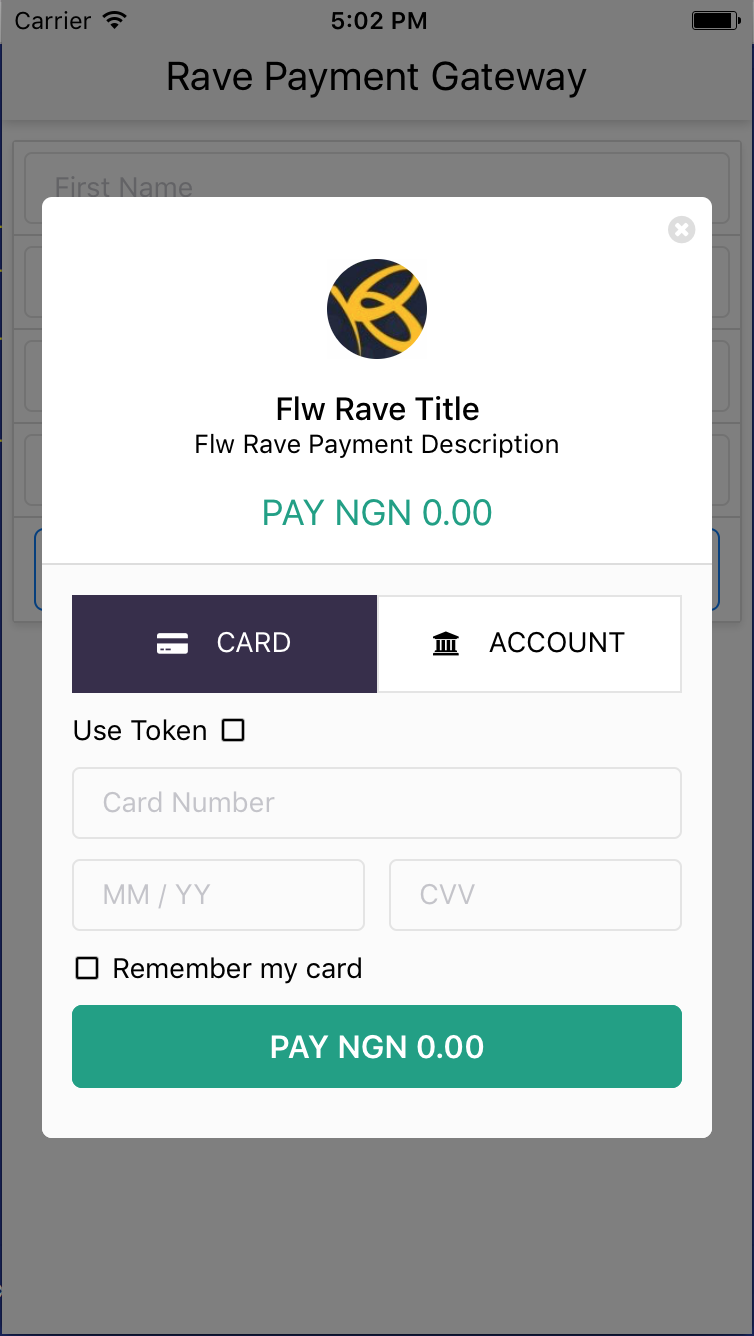 Carrier 5:02 PM
Rave Payment Gateway
First Name
Flw Rave Title
Flw Rave Payment Description
PAY NGN 0.00
CARD ACCOUNT
Use Token
Card Number
MM / YY CVV
Remember my card
PAY NGN 0.00